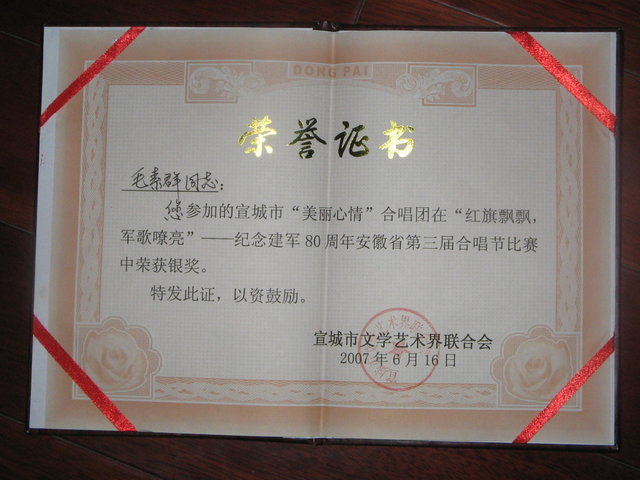 DONG PAI
荣誉证书
毛素群同志：
您参加的宣城市“美丽心情”合唱团在“红旗飘飘，
军歌嘹亮”——纪念建军80周年安徽省第三届合唱节比赛
中荣获银奖。
特发此证，以资鼓励。
宣城市文学艺术界联合会
2007年6月16日